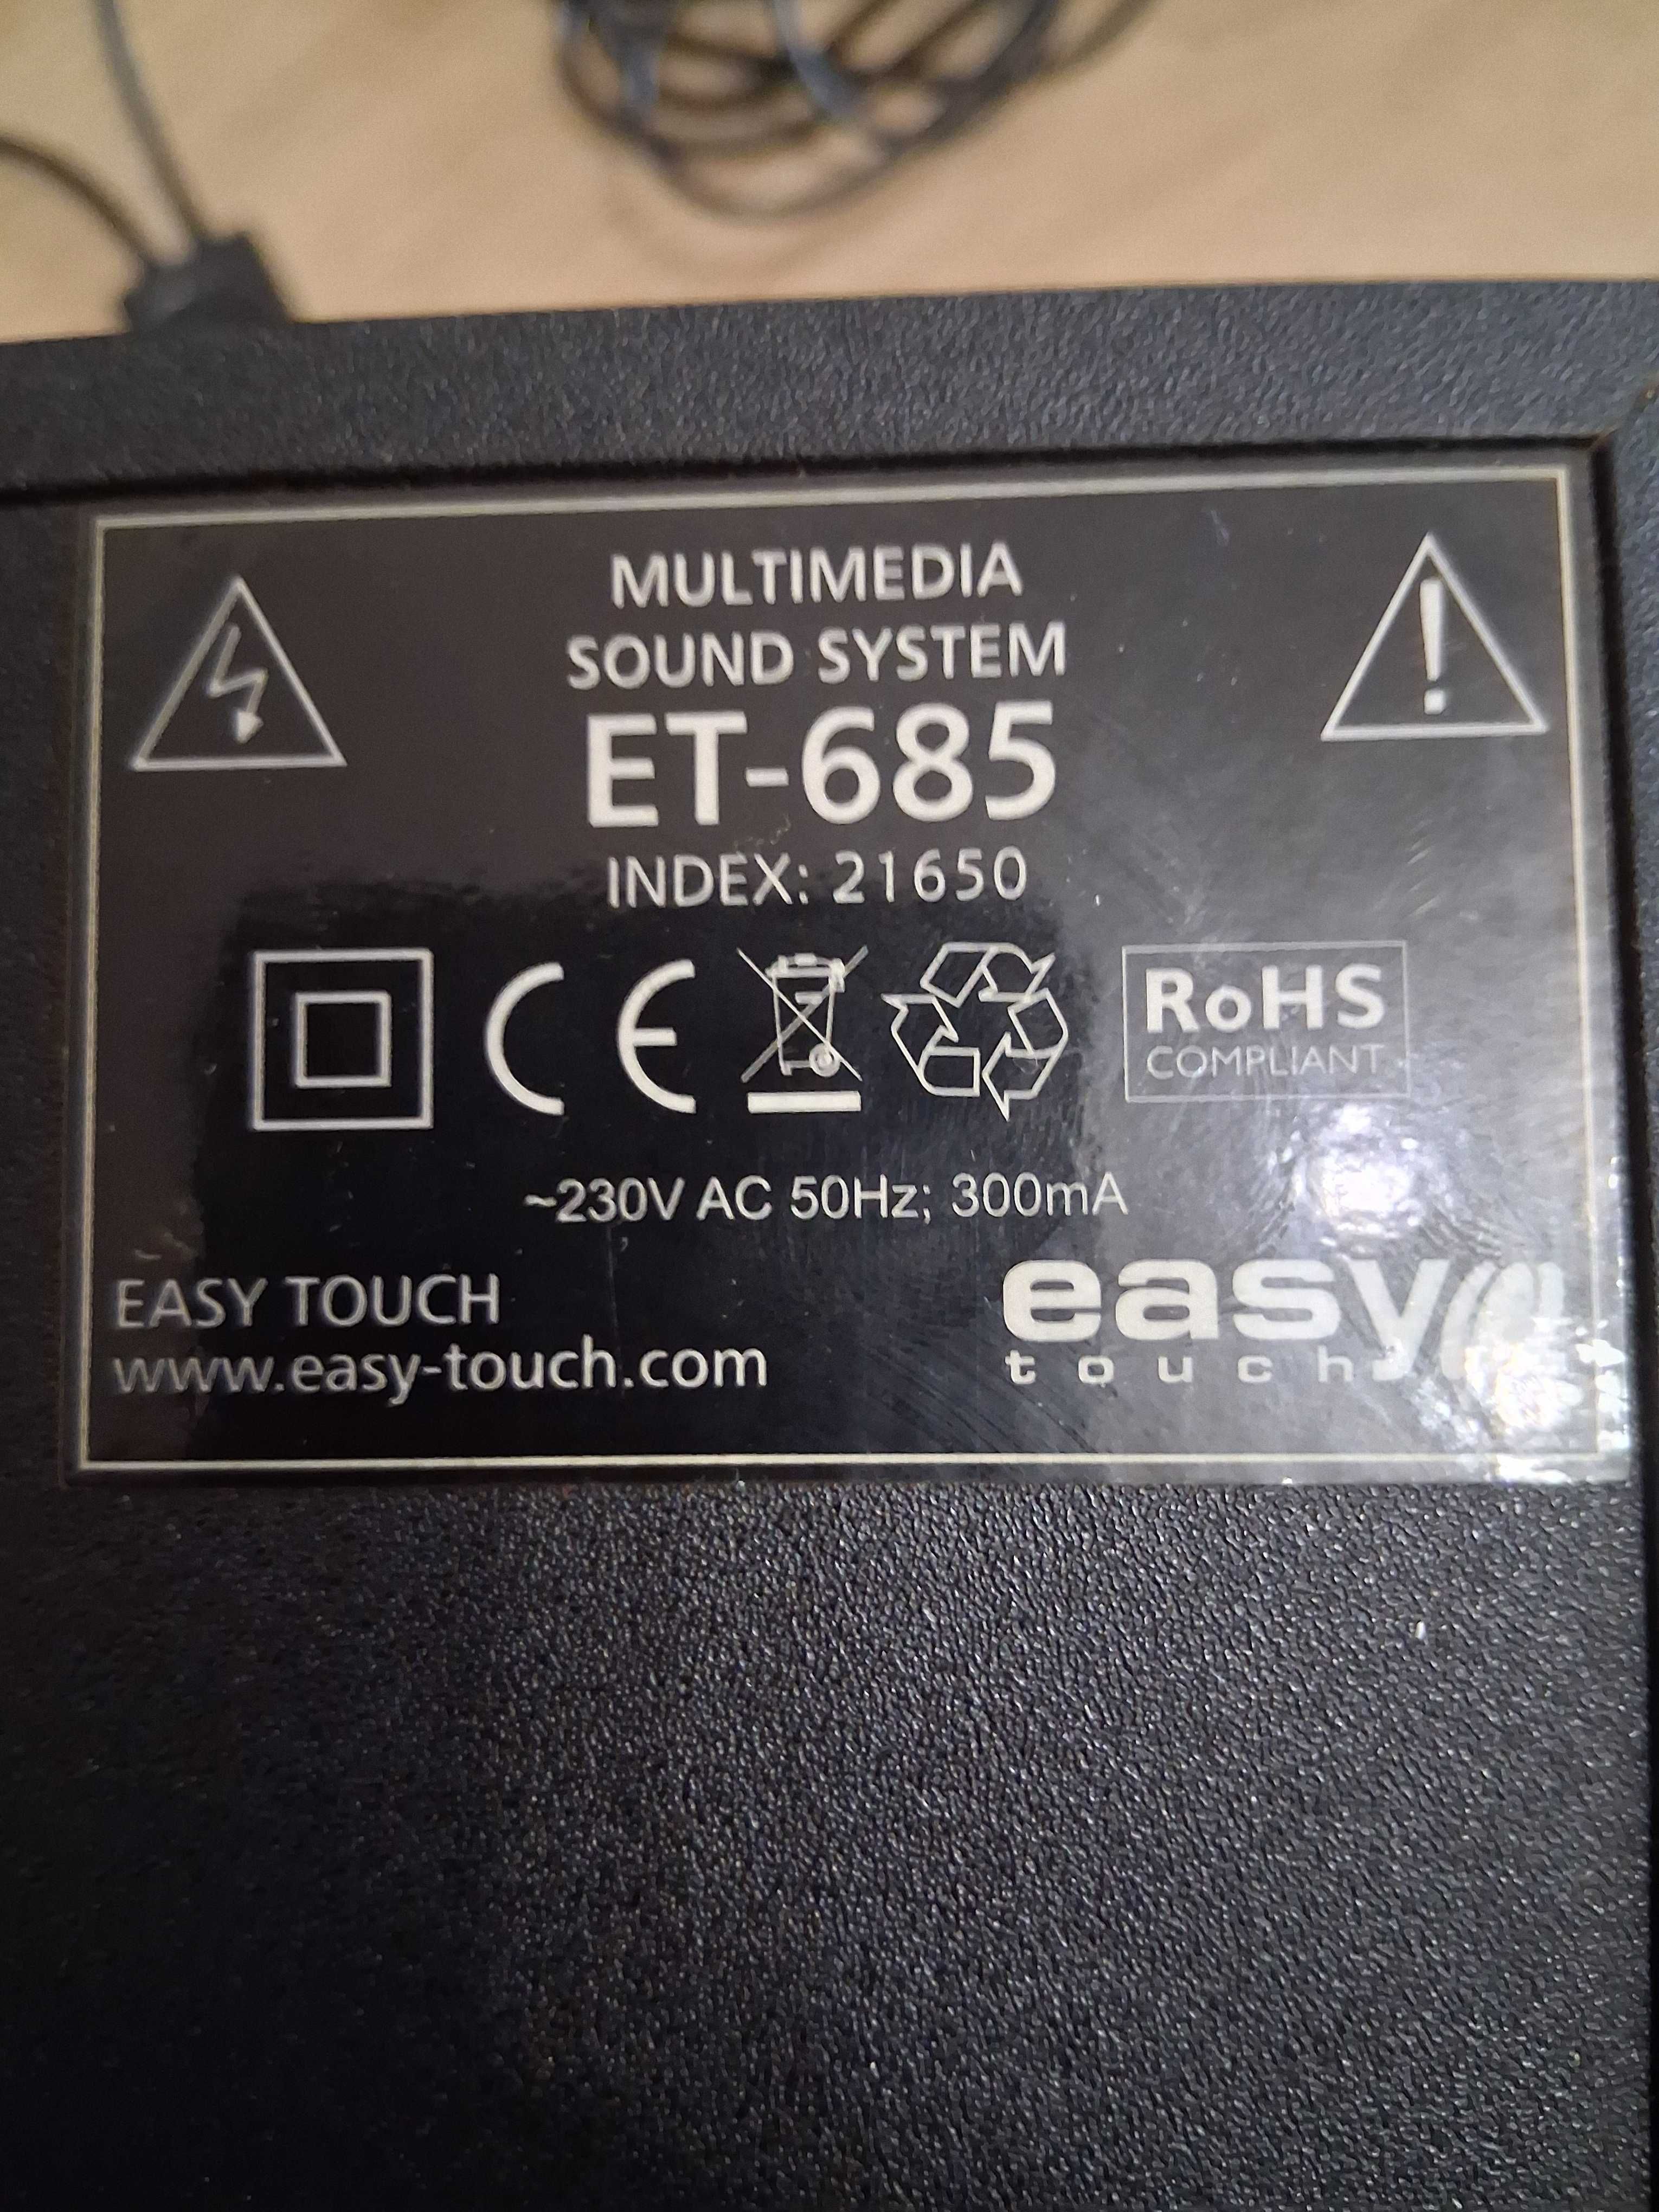 MULTIMEDIA
SOUND SYSTEM
ET-685
INDEX: 21650
CE
RoHS
COMPLIANT
~230V AC 50Hz; 300mA
EASY TOUCH
www.easy-touch.com
easy
touch